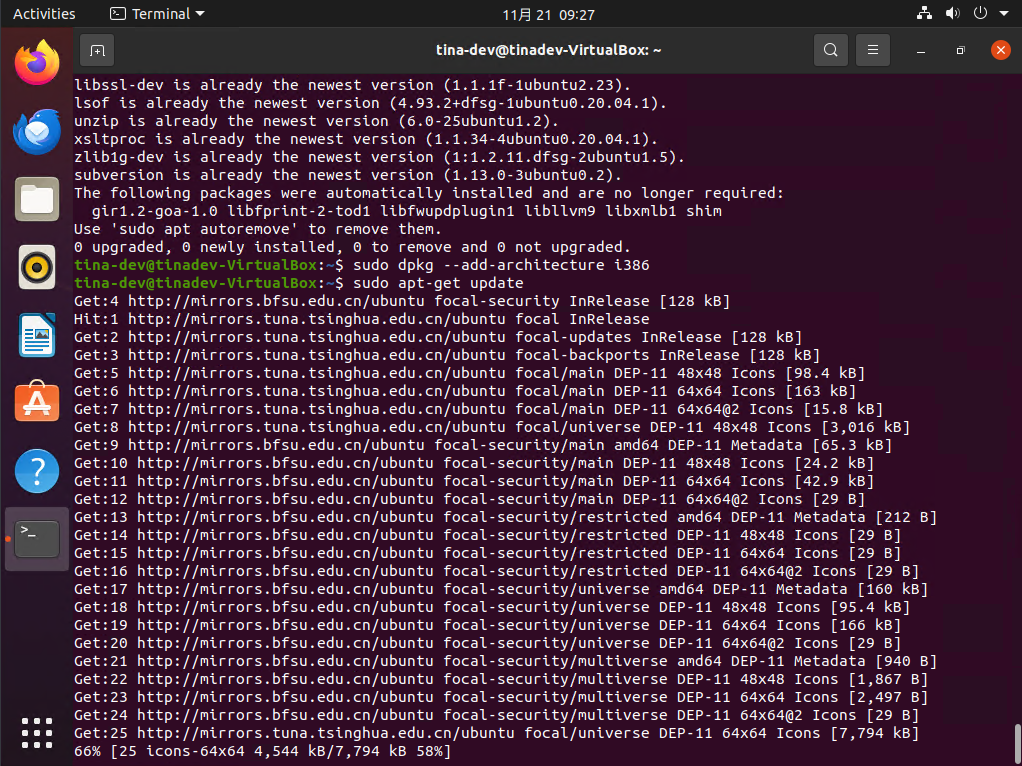 Activities
Terminal
11月 21 09:27
tina-dev@tinadev-VirtualBox: ~
libssl-dev is already the newest version (1.1.1f-1ubuntu2.23).
lsof is already the newest version (4.93.2+dfsg-1ubuntu0.20.04.1).
unzip is already the newest version (6.0-25ubuntu1.2).
xsltproc is already the newest version (1.1.34-4ubuntu0.20.04.1).
zlib1g-dev is already the newest version (1:1.2.11.dfsg-2ubuntu1.5).
subversion is already the newest version (1.13.0-3ubuntu0.2).
The following packages were automatically installed and are no longer required:
  gir1.2-goa-1.0 libfprint-2-tod1 libfwupdplugin1 libllvm9 libxmlb1 shim
Use 'sudo apt autoremove' to remove them.
0 upgraded, 0 newly installed, 0 to remove and 0 not upgraded.
tina-dev@tinadev-VirtualBox:~$ sudo dpkg --add-architecture i386
tina-dev@tinadev-VirtualBox:~$ sudo apt-get update
Get:4 http://mirrors.bfsu.edu.cn/ubuntu focal-security InRelease [128 kB]
Hit:1 http://mirrors.tuna.tsinghua.edu.cn/ubuntu focal InRelease
Get:2 http://mirrors.tuna.tsinghua.edu.cn/ubuntu focal-updates InRelease [128 kB]
Get:3 http://mirrors.tuna.tsinghua.edu.cn/ubuntu focal-backports InRelease [128 kB]
Get:5 http://mirrors.tuna.tsinghua.edu.cn/ubuntu focal/main DEP-11 48x48 Icons [98.4 kB]
Get:6 http://mirrors.tuna.tsinghua.edu.cn/ubuntu focal/main DEP-11 64x64 Icons [163 kB]
Get:7 http://mirrors.tuna.tsinghua.edu.cn/ubuntu focal/main DEP-11 64x64@2 Icons [15.8 kB]
Get:8 http://mirrors.tuna.tsinghua.edu.cn/ubuntu focal/universe DEP-11 48x48 Icons [3,016 kB]
Get:9 http://mirrors.bfsu.edu.cn/ubuntu focal-security/main amd64 DEP-11 Metadata [65.3 kB]
Get:10 http://mirrors.bfsu.edu.cn/ubuntu focal-security/main DEP-11 48x48 Icons [24.2 kB]
Get:11 http://mirrors.bfsu.edu.cn/ubuntu focal-security/main DEP-11 64x64 Icons [42.9 kB]
Get:12 http://mirrors.bfsu.edu.cn/ubuntu focal-security/main DEP-11 64x64@2 Icons [29 B]
Get:13 http://mirrors.bfsu.edu.cn/ubuntu focal-security/restricted amd64 DEP-11 Metadata [212 B]
Get:14 http://mirrors.bfsu.edu.cn/ubuntu focal-security/restricted DEP-11 48x48 Icons [29 B]
Get:15 http://mirrors.bfsu.edu.cn/ubuntu focal-security/restricted DEP-11 64x64 Icons [29 B]
Get:16 http://mirrors.bfsu.edu.cn/ubuntu focal-security/restricted DEP-11 64x64@2 Icons [29 B]
Get:17 http://mirrors.bfsu.edu.cn/ubuntu focal-security/universe amd64 DEP-11 Metadata [160 kB]
Get:18 http://mirrors.bfsu.edu.cn/ubuntu focal-security/universe DEP-11 48x48 Icons [95.4 kB]
Get:19 http://mirrors.bfsu.edu.cn/ubuntu focal-security/universe DEP-11 64x64 Icons [166 kB]
Get:20 http://mirrors.bfsu.edu.cn/ubuntu focal-security/universe DEP-11 64x64@2 Icons [29 B]
Get:21 http://mirrors.bfsu.edu.cn/ubuntu focal-security/multiverse amd64 DEP-11 Metadata [940 B]
Get:22 http://mirrors.bfsu.edu.cn/ubuntu focal-security/multiverse DEP-11 48x48 Icons [1,867 B]
Get:23 http://mirrors.bfsu.edu.cn/ubuntu focal-security/multiverse DEP-11 64x64 Icons [2,497 B]
Get:24 http://mirrors.bfsu.edu.cn/ubuntu focal-security/multiverse DEP-11 64x64@2 Icons [29 B]
Get:25 http://mirrors.tuna.tsinghua.edu.cn/ubuntu focal/universe DEP-11 64x64 Icons [7,794 kB]
66% [25 icons-64x64 4,544 kB/7,794 kB 58%]